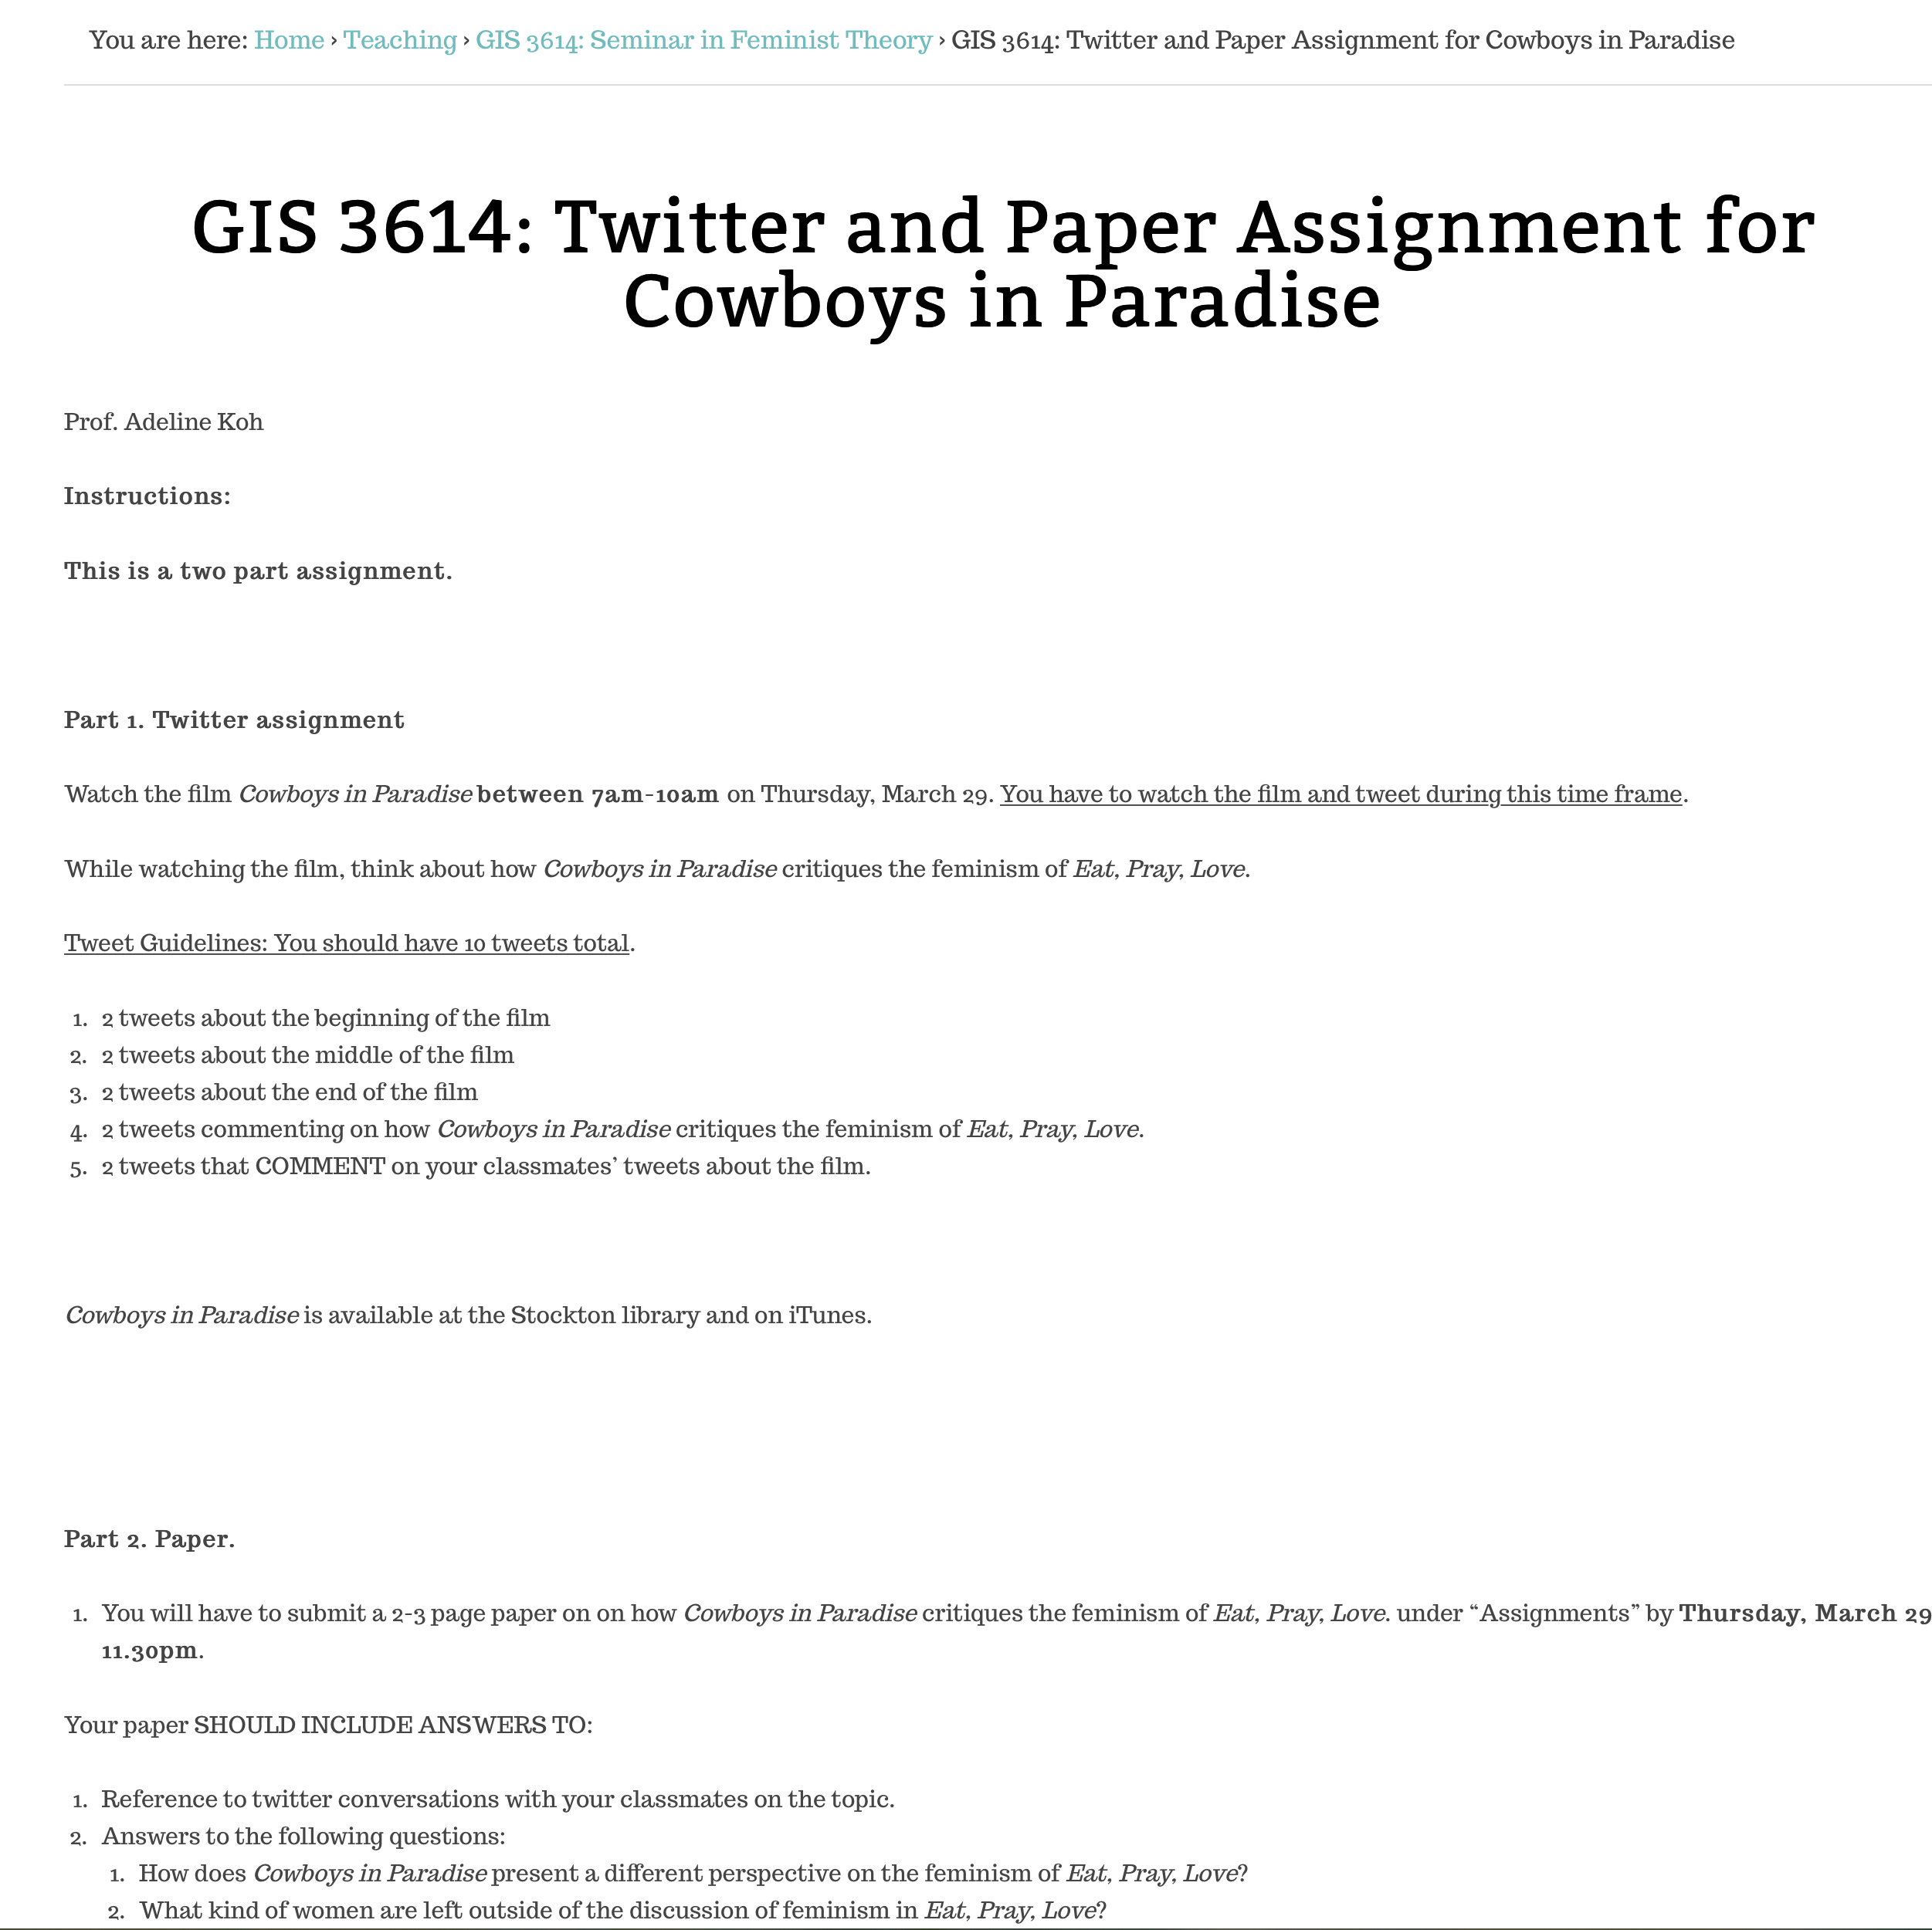 You are here: Home › Teaching › GIS 3614: Seminar in Feminist Theory › GIS 3614: Twitter and Paper Assignment for Cowboys in Paradise
GIS 3614: Twitter and Paper Assignment for
Cowboys in Paradise
Prof. Adeline Koh
Instructions:
This is a two part assignment.
Part 1. Twitter assignment
Watch the film Cowboys in Paradise between 7am-10am on Thursday, March 29. You have to watch the film and tweet during this time frame.
While watching the film, think about how Cowboys in Paradise critiques the feminism of Eat, Pray, Love.
Tweet Guidelines: You should have 10 tweets total.
1. 2 tweets about the beginning of the film
2. 2 tweets about the middle of the film
3. 2 tweets about the end of the film
4. 2 tweets commenting on how Cowboys in Paradise critiques the feminism of Eat, Pray, Love.
5. 2 tweets that COMMENT on your classmates’ tweets about the film.
Cowboys in Paradise is available at the Stockton library and on iTunes.
Part 2. Paper.
1. You will have to submit a 2-3 page paper on on how Cowboys in Paradise critiques the feminism of Eat, Pray, Love. under “Assignments” by Thursday, March 29
11.30pm.
Your paper SHOULD INCLUDE ANSWERS TO:
1. Reference to twitter conversations with your classmates on the topic.
2. Answers to the following questions:
1. How does Cowboys in Paradise present a different perspective on the feminism of Eat, Pray, Love?
2. What kind of women are left outside of the discussion of feminism in Eat, Pray, Love?